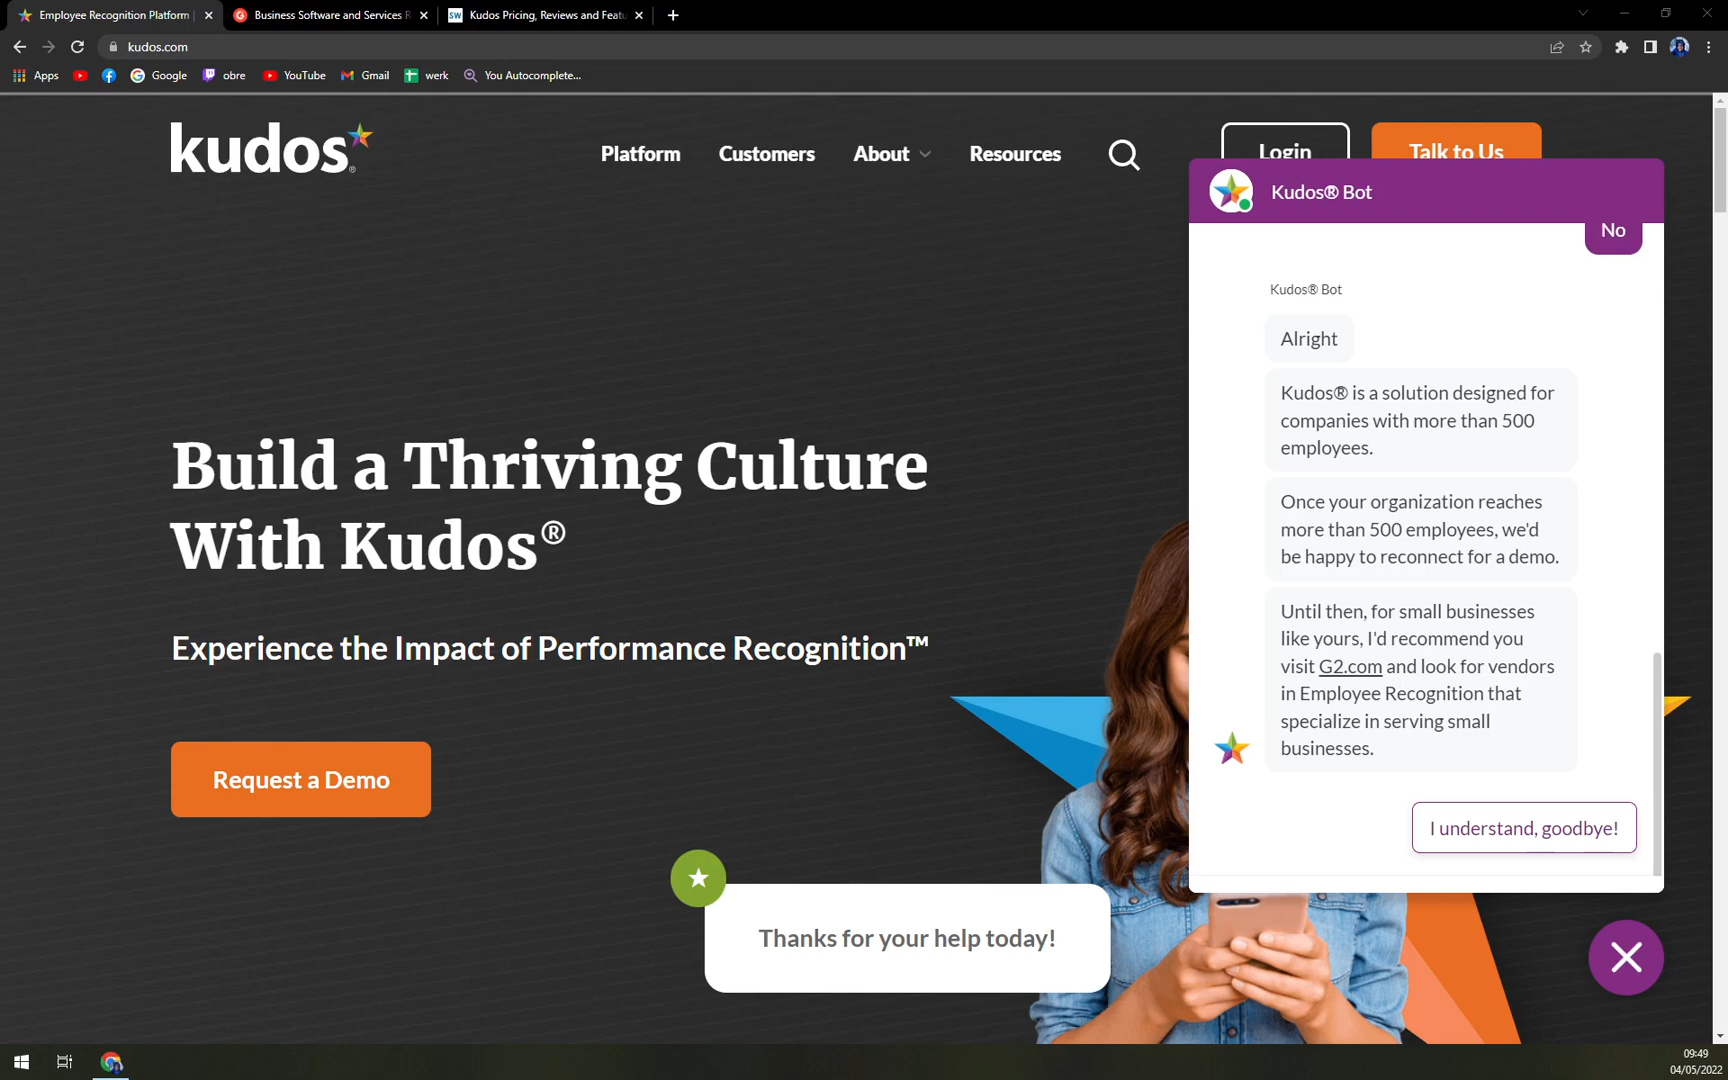 Employee Recognition Platform |
Business Software and Services R
Kudos Pricing, Reviews and Featu
kudos.com
Apps
Google
obre
YouTube
Gmail
werk
You Autocomplete...
kudos
Platform
Customers
About
Resources
Login
Talk to Us
Kudos® Bot
No
Kudos® Bot
Alright
Kudos® is a solution designed for
companies with more than 500
employees.
Once your organization reaches
more than 500 employees, we'd
be happy to reconnect for a demo.
Until then, for small businesses
like yours, I'd recommend you
visit G2.com and look for vendors
in Employee Recognition that
specialize in serving small
businesses.
I understand, goodbye!
Build a Thriving Culture
With Kudos®
Experience the Impact of Performance Recognition™
Request a Demo
Thanks for your help today!
09:49
04/05/2022